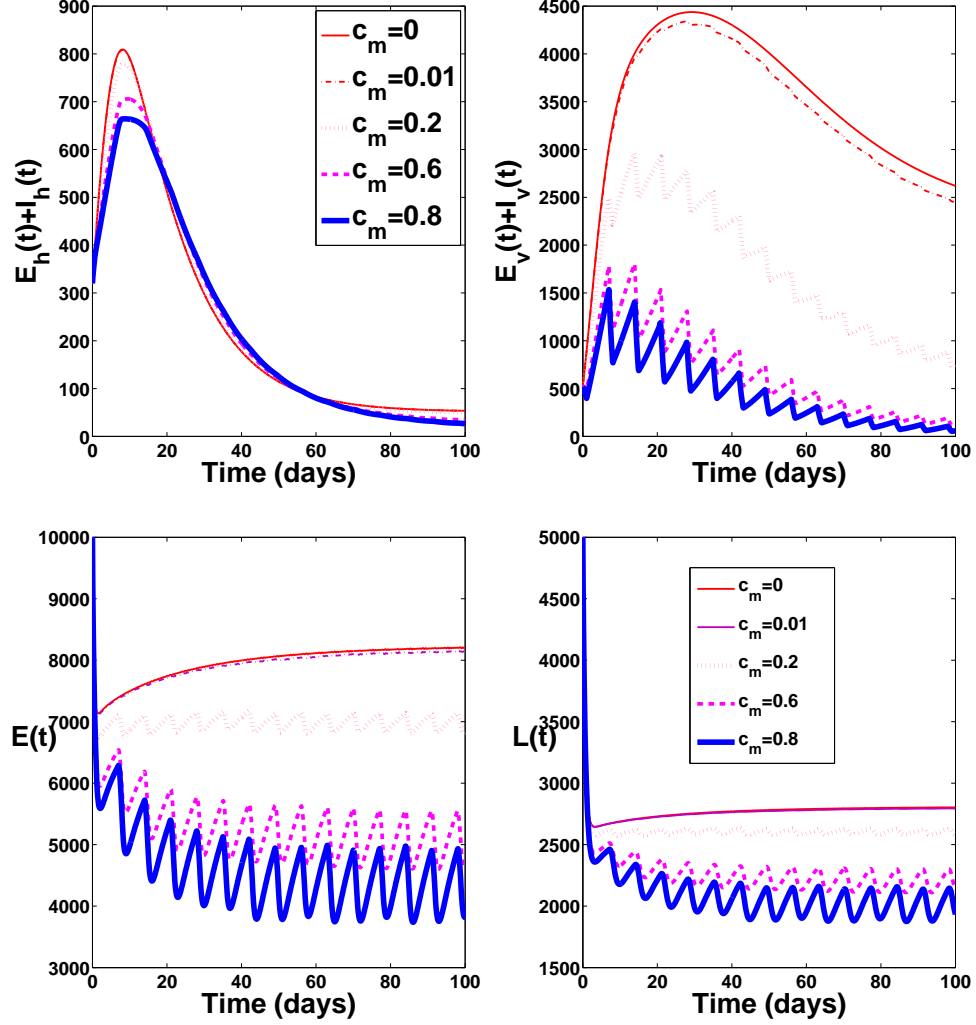 E_h(t)+I_h(t)
900
800
700
600
500
400
300
200
100
0
0 20 40 60 80 100
Time (days)
c_m=0
c_m=0.01
c_m=0.2
c_m=0.6
c_m=0.8
E_v(t)+I_v(t)
4500
4000
3500
3000
2500
2000
1500
1000
500
0
0 20 40 60 80 100
Time (days)
E(t)
10000
9000
8000
7000
6000
5000
4000
3000
0 20 40 60 80 100
Time (days)
L(t)
5000
4500
4000
3500
3000
2500
2000
1500
0 20 40 60 80 100
Time (days)
c_m=0
c_m=0.01
c_m=0.2
c_m=0.6
c_m=0.8